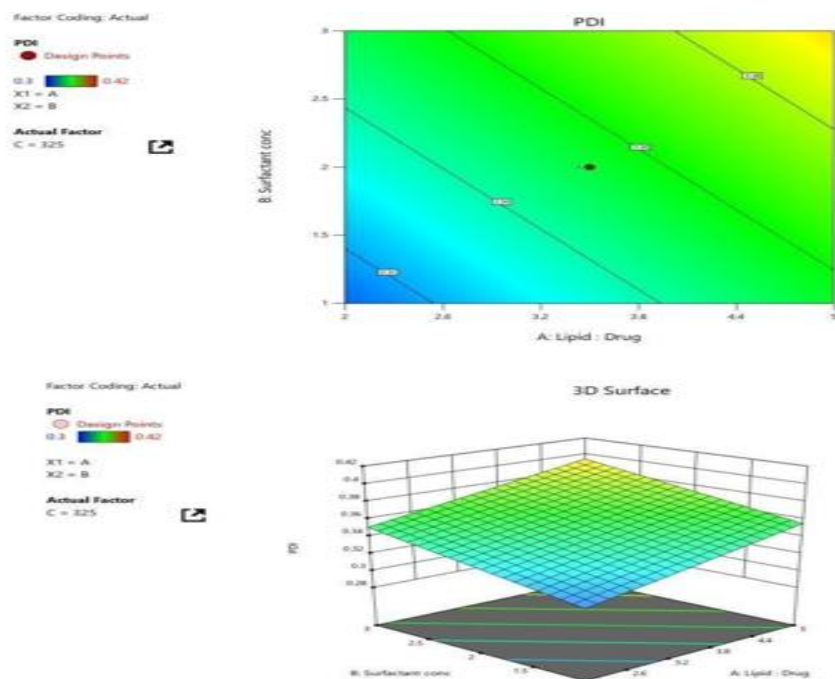 Factor Coding: Actual
PDI
Design Points
0.3 0.42
X1 = A
X2 = B
Actual Factor
C = 325
PDI
3
2.5
2
1.5
1
B: Surfactant conc
2 2.6 3.2 3.8 4.4 5
A: Lipid : Drug
Factor Coding: Actual
PDI
Design Points
0.3 0.42
X1 = A
X2 = B
Actual Factor
C = 325
3D Surface
0.42
0.4
0.38
0.36
0.34
0.32
0.3
0.28
PDI
3 2.5 2 1.5
2.6 3.2 3.8 4.4 5
B: Surfactant conc
A: Lipid : Drug